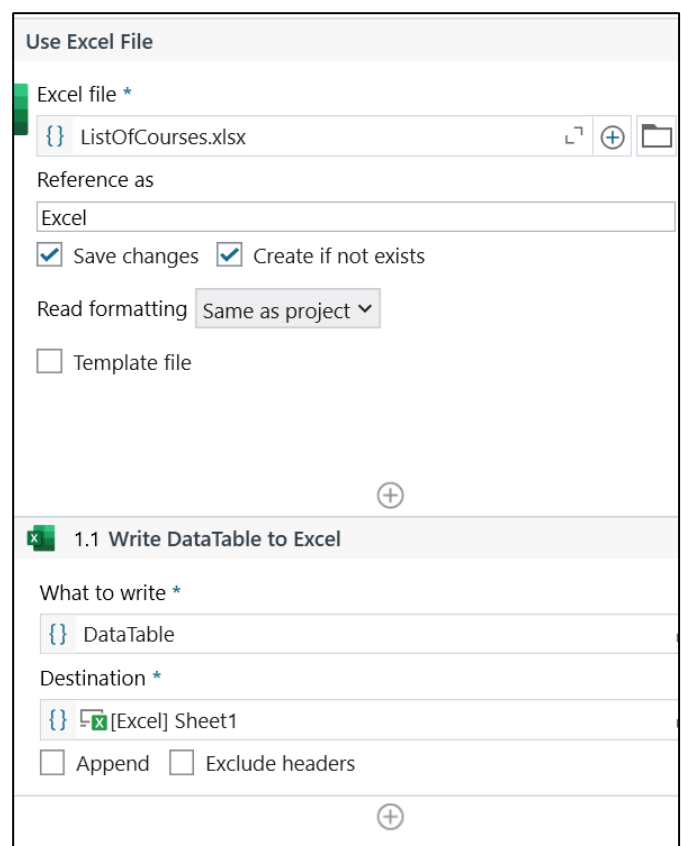 Use Excel File
Excel file *
{} ListOfCourses.xlsx
Reference as
Excel
Save changes Create if not exists
Read formatting Same as project
Template file
1.1 Write DataTable to Excel
What to write *
{} DataTable
Destination *
{} [Excel] Sheet1
Append Exclude headers